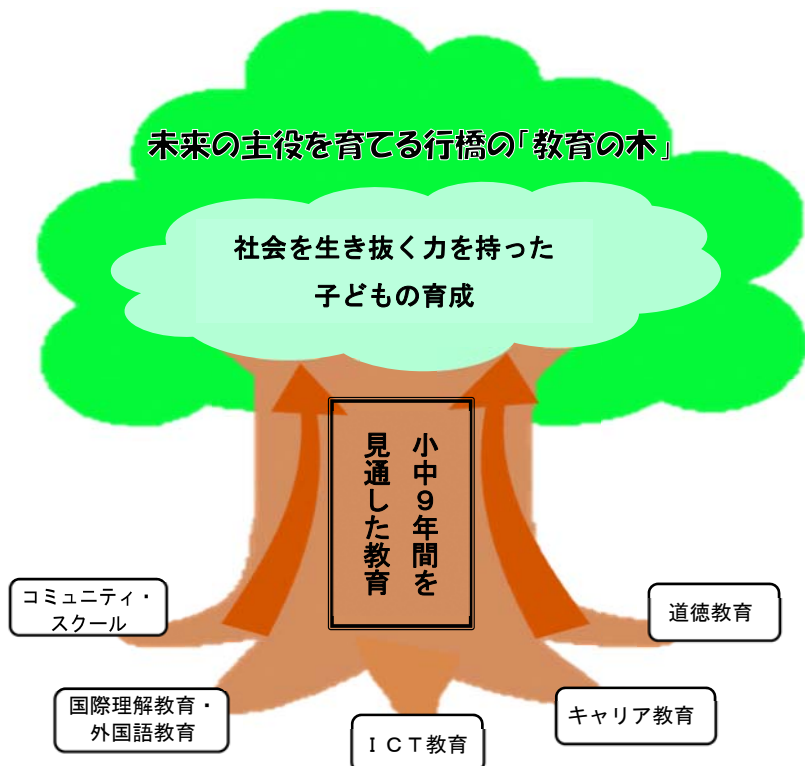 未来の主役を育てる行橋の「教育の木」
社会を生き抜く力を持った
子どもの育成
小中９年間を
見通した教育
コミュニティ・
スクール
道徳教育
国際理解教育・
外国語教育
ＩＣＴ教育
キャリア教育